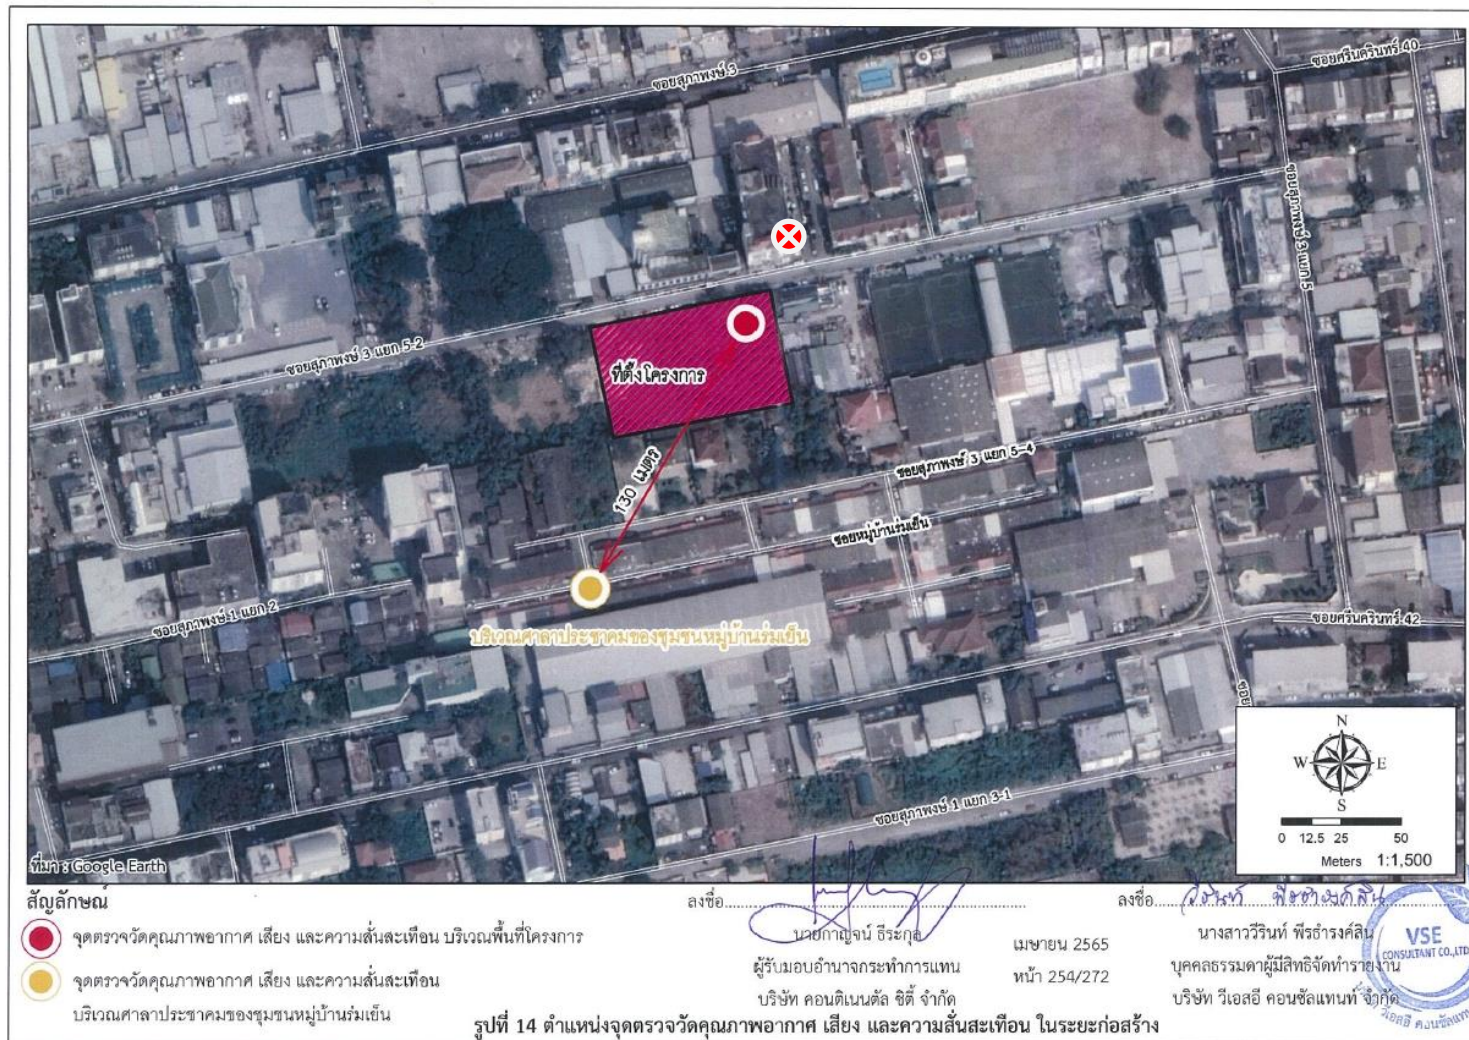 ซอยสุภาพงษ์ 3
ซอยศรีนครินทร์ 40
ซอยสุภาพงษ์ 3 แยก 5
ซอยสุภาพงษ์ 3 แยก 5-2
ที่ตั้งโครงการ
130 เมตร
ซอยสุภาพงษ์ 3 แยก 5-4
ซอยหมู่บ้านร่มเย็น
ซอยสุภาพงษ์ 1 แยก 2
บริเวณศาลาประชาคมของชุมชนหมู่บ้านร่มเย็น
ซอยศรีนครินทร์ 42
ซอย
ซอยสุภาพงษ์ 1 แยก 3-1
N
W E
S
0 12.5 25 50
Meters 1:1,500
ที่มา : Google Earth
สัญลักษณ์
จุดตรวจวัดคุณภาพอากาศ เสียง และความสั่นสะเทือน บริเวณพื้นที่โครงการ
จุดตรวจวัดคุณภาพอากาศ เสียง และความสั่นสะเทือน
บริเวณศาลาประชาคมของชุมชนหมู่บ้านร่มเย็น
ลงชื่อ
นายกาญจน์ ธีระกุล
ผู้รับมอบอำนาจกระทำการแทน
บริษัท คอนติเนนตัล ซิตี้ จำกัด
เมษายน 2565
หน้า 254/272
ลงชื่อ
นางสาววีรินท์ พีรธำรงค์สิน
บุคคลธรรมดาผู้มีสิทธิจัดทำรายงาน
บริษัท วีเอสอี คอนซัลแทนท์ จำกัด
VSE
CONSULTANT CO.,LTD
รูปที่ 14 ตำแหน่งจุดตรวจวัดคุณภาพอากาศ เสียง และความสั่นสะเทือน ในระยะก่อสร้าง